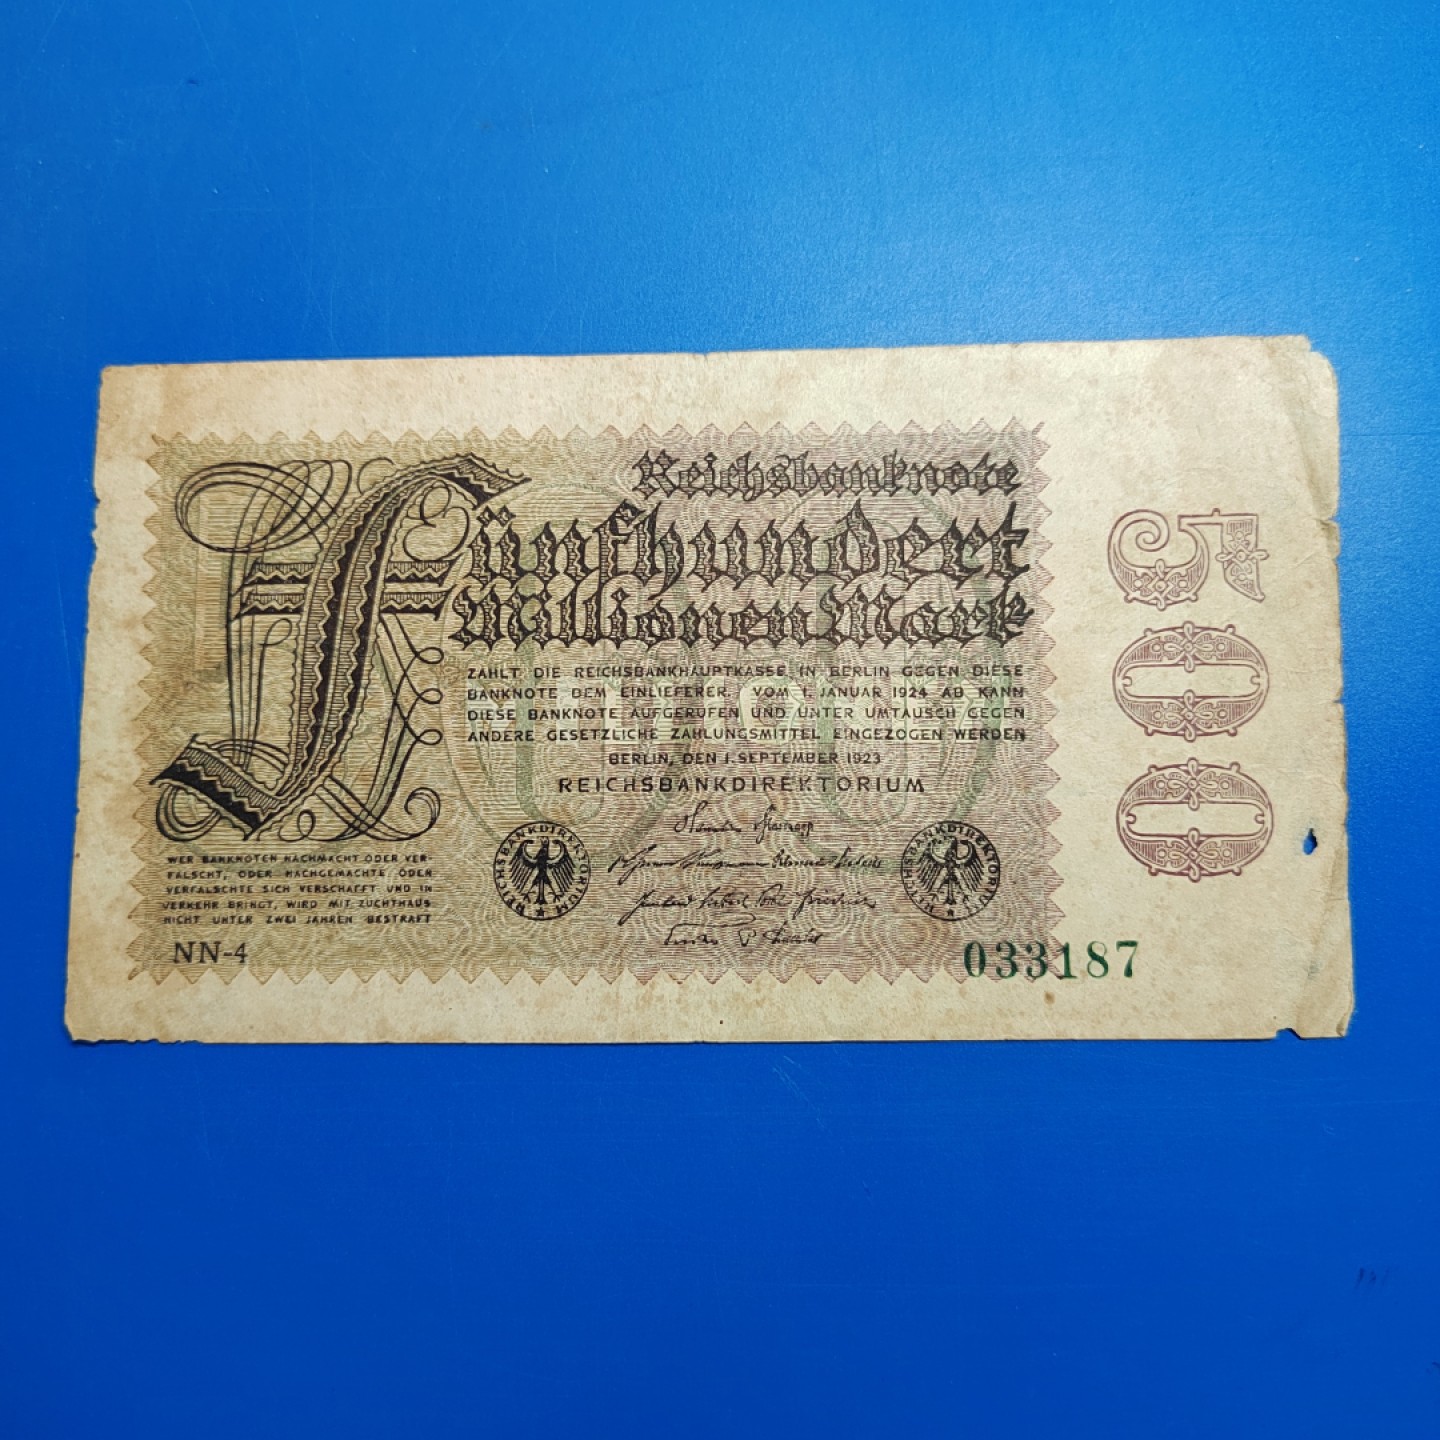 Reichsbanknote
Fünfhundert
Millionen Mark
ZAHLT DIE REICHSBANKHAUPTKASSE IN BERLIN GEGEN DIESE
BANKNOTE DEM EINLIEFERER. VOM 1. JANUAR 1924 AB KANN
DIESE BANKNOTE AUFGERUFEN UND UNTER UMTAUSCH GEGEN
ANDERE GESETZLICHE ZAHLUNGSMITTEL EINGEZOGEN WERDEN
BERLIN, DEN 1. SEPTEMBER 1923
REICHSBANKDIREKTORIUM
REICHSBANKDIREKTORIUM
REICHSBANKDIREKTORIUM
WER BANKNOTEN NACHMACHT ODER VER-
FALSCHT, ODER NACHGEMACHTE ODER
VERFALSCHTE SICH VERSCHAFFT UND IN
VERKEHR BRINGT, WIRD MIT ZUCHTHAUS
NICHT UNTER ZWEI JAHREN BESTRAFT
NN-4
033187
500